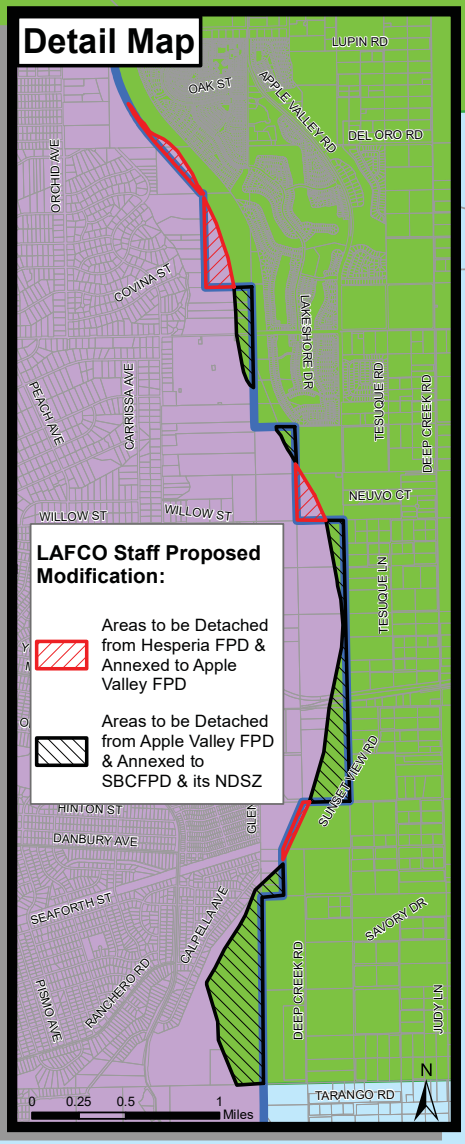 Detail Map
LUPIN RD
OAK ST
APPLE VALLEY RD
DEL ORO RD
ORCHID AVE
COVINA ST
LAKESHORE DR
PEACH AVE
CARRISSA AVE
TESUQUE RD
DEEP CREEK RD
NEUVO CT
WILLOW ST
WILLOW ST
LAFCO Staff Proposed
Modification:
Areas to be Detached
from Hesperia FPD &
Annexed to Apple
Valley FPD
Areas to be Detached
from Apple Valley FPD
& Annexed to
SBCFPD & its NDSZ
TESUQUE LN
SUNSET VIEW RD
HINTON ST
GLEN
DANBURY AVE
SEAFORTH ST
CALPELLA AVE
SAVORY DR
RANCHERO RD
PISMO AVE
DEEP CREEK RD
JUDY LN
N
0 0.25 0.5 1
Miles
TARANGO RD